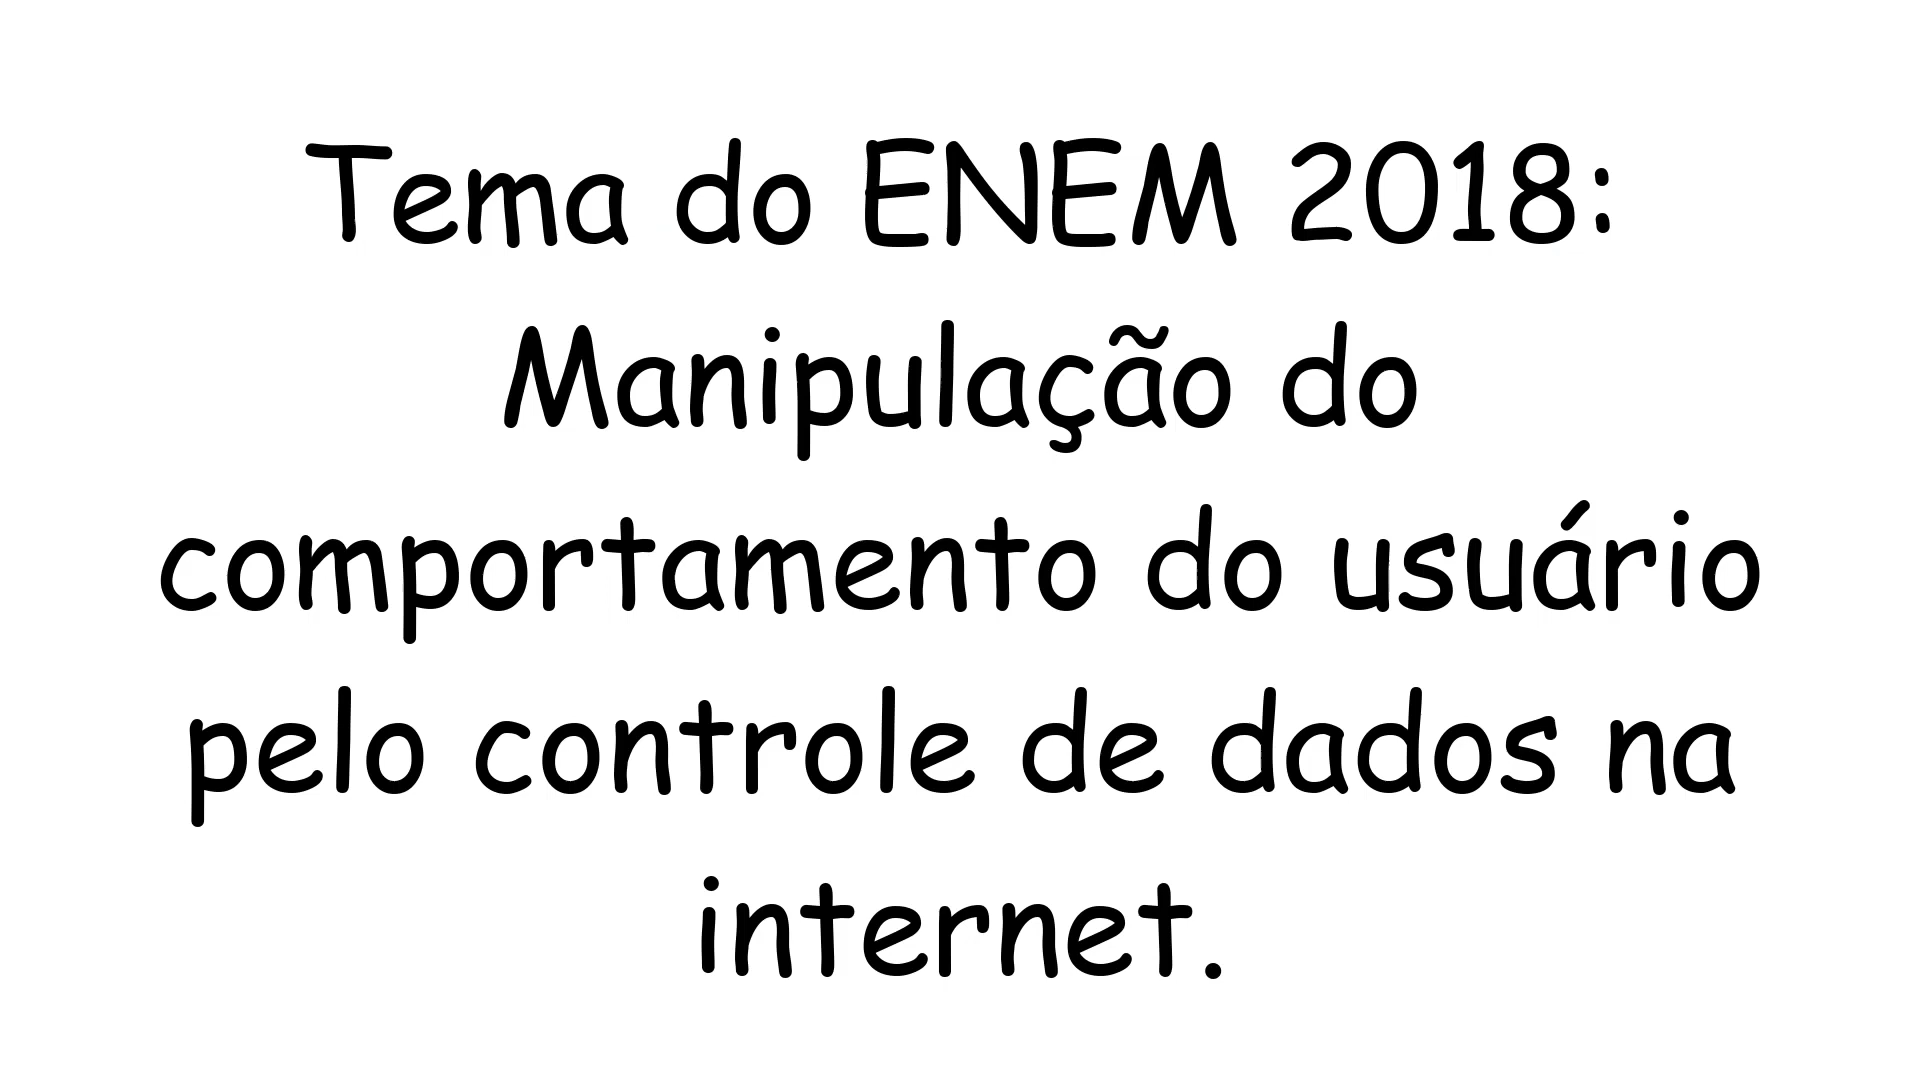 Tema do ENEM 2018:
Manipulação do
comportamento do usuário
pelo controle de dados na
internet.